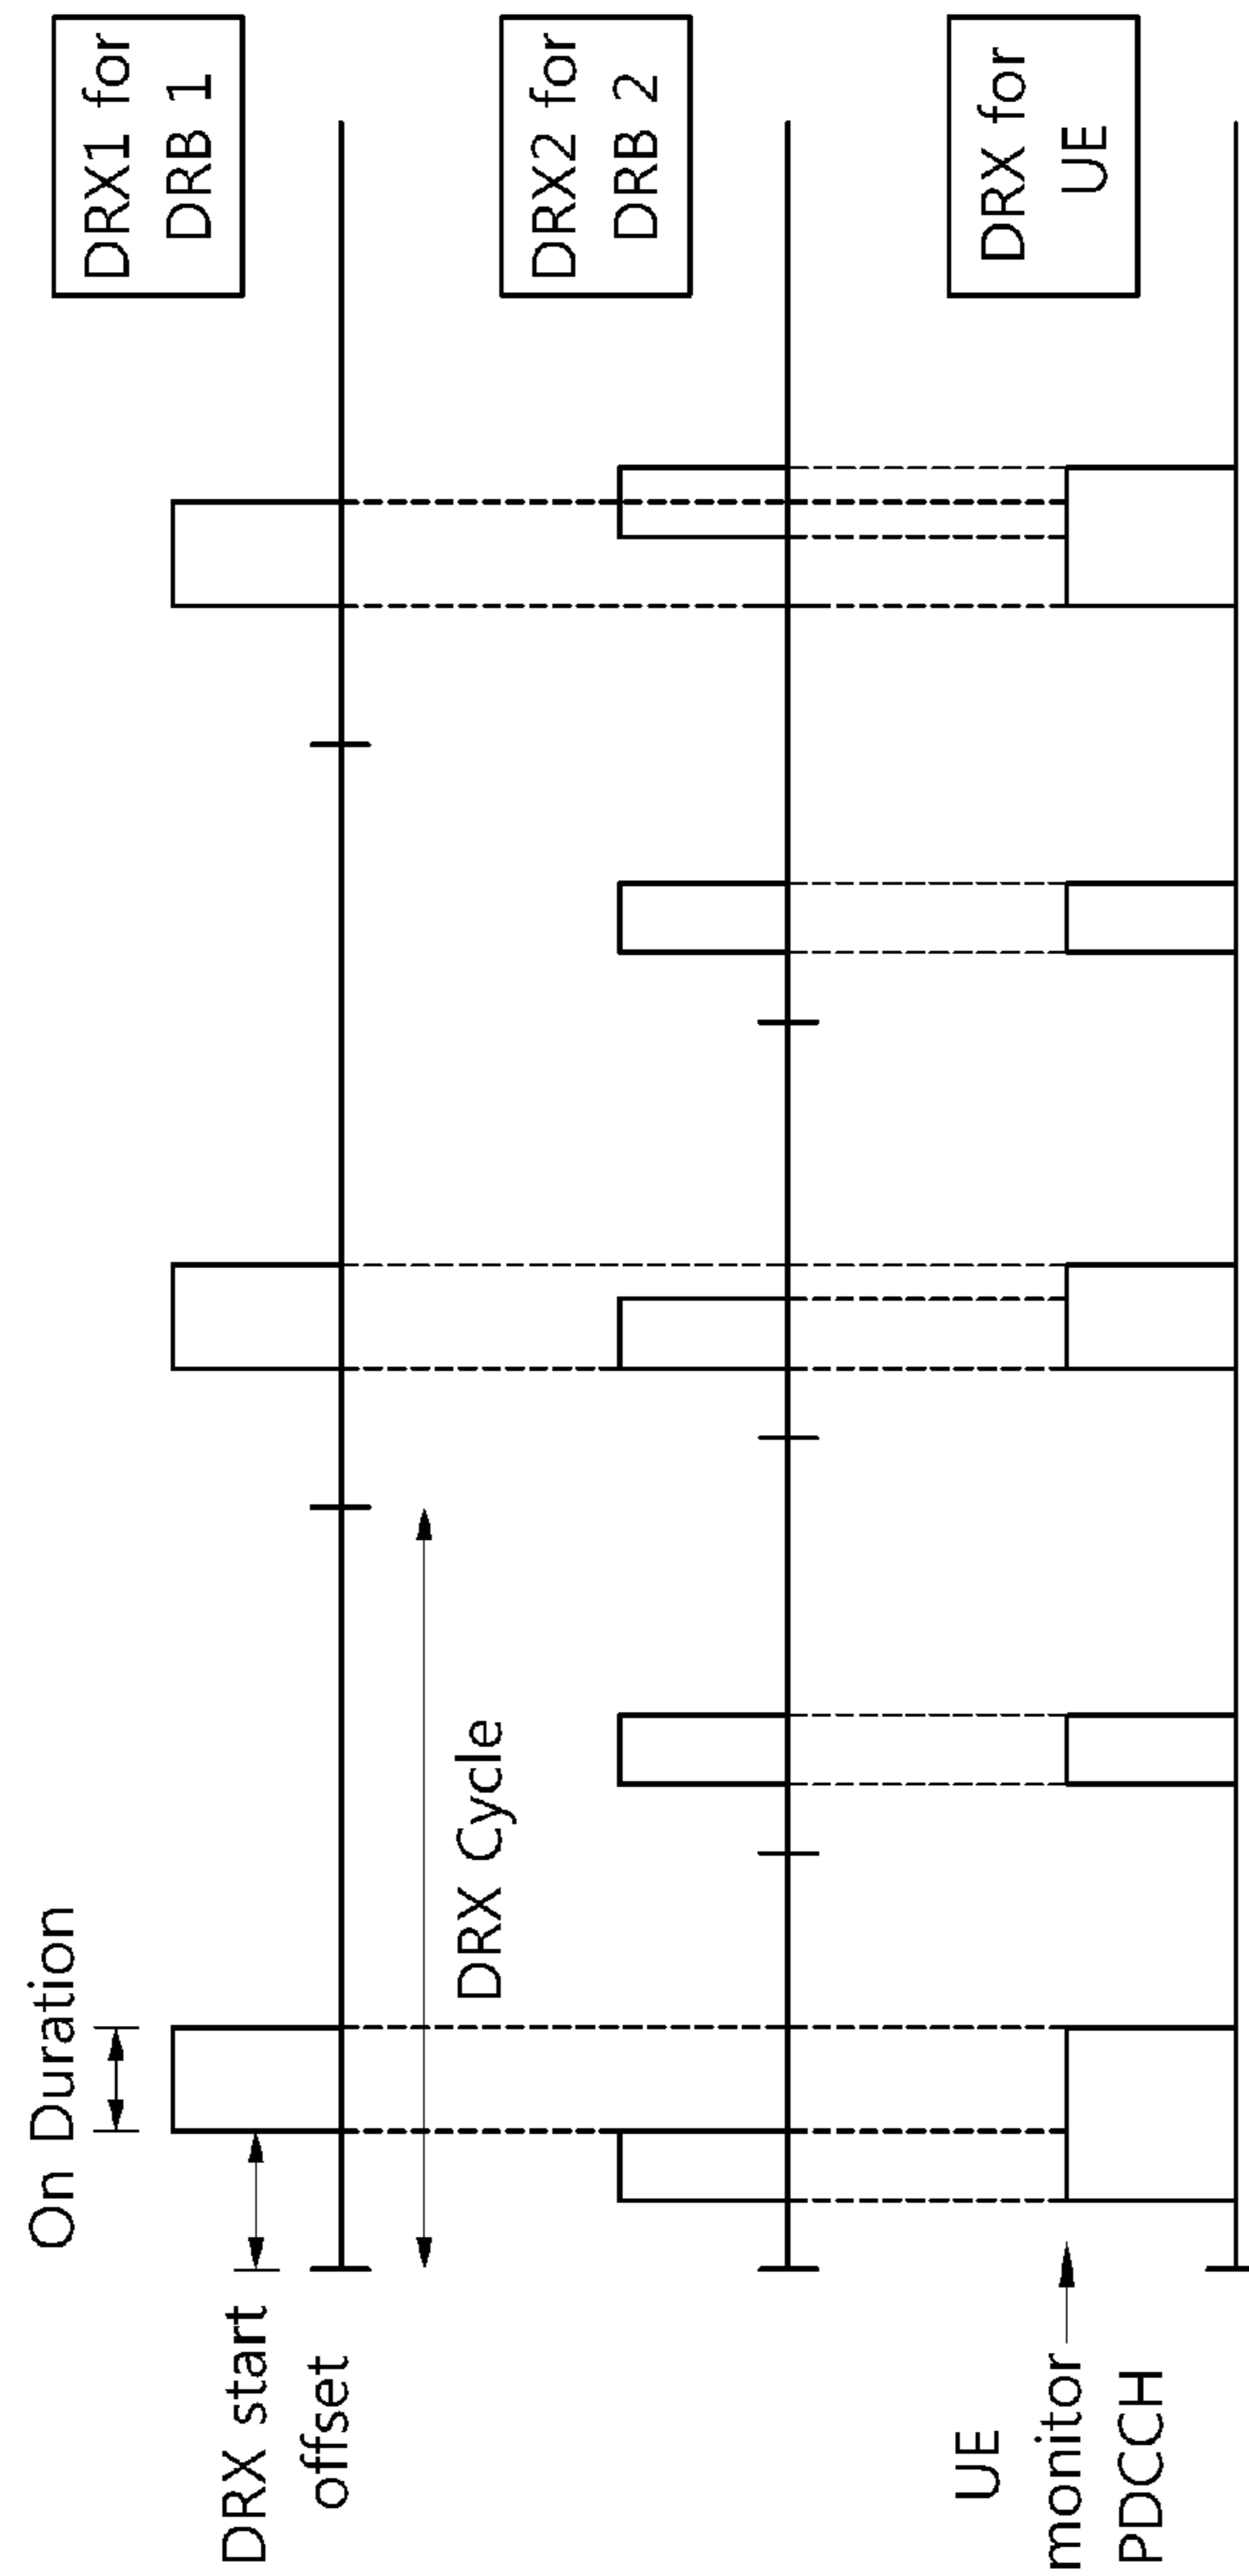 On Duration
DRX start
offset
DRX Cycle
DRX1 for
DRB 1
DRX2 for
DRB 2
UE
monitor
PDCCH
DRX for
UE